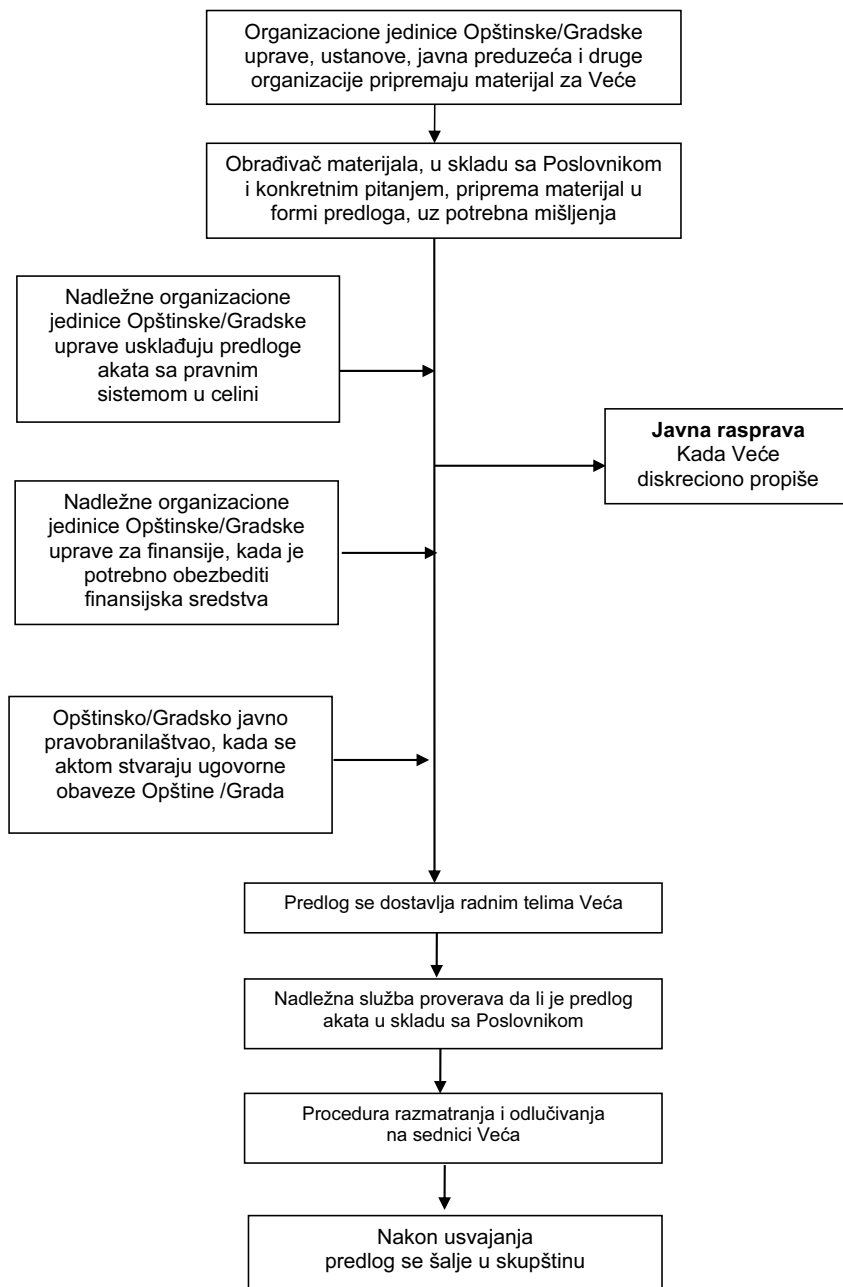 Organizacione jedinice Opštinske/Gradske
uprave, ustanove, javna preduzeća i druge
organizacije pripremaju materijal za Veće
Obrađivač materijala, u skladu sa Poslovnikom
i konkretnim pitanjem, priprema materijal u
formi predloga, uz potrebna mišljenja
Nadležne organizacione
jedinice Opštinske/Gradske
uprave usklađuju predloge
akata sa pravnim
sistemom u celini
Javna rasprava
Kada Veće
diskreciono propiše
Nadležne organizacione
jedinice Opštinske/Gradske
uprave za finansije, kada je
potrebno obezbediti
finansijska sredstva
Opštinsko/Gradsko javno
pravobranilaštvao, kada se
aktom stvaraju ugovorne
obaveze Opštine /Grada
Predlog se dostavlja radnim telima Veća
Nadležna služba proverava da li je predlog
akata u skladu sa Poslovnikom
Procedura razmatranja i odlučivanja
na sednici Veća
Nakon usvajanja
predlog se šalje u skupštinu